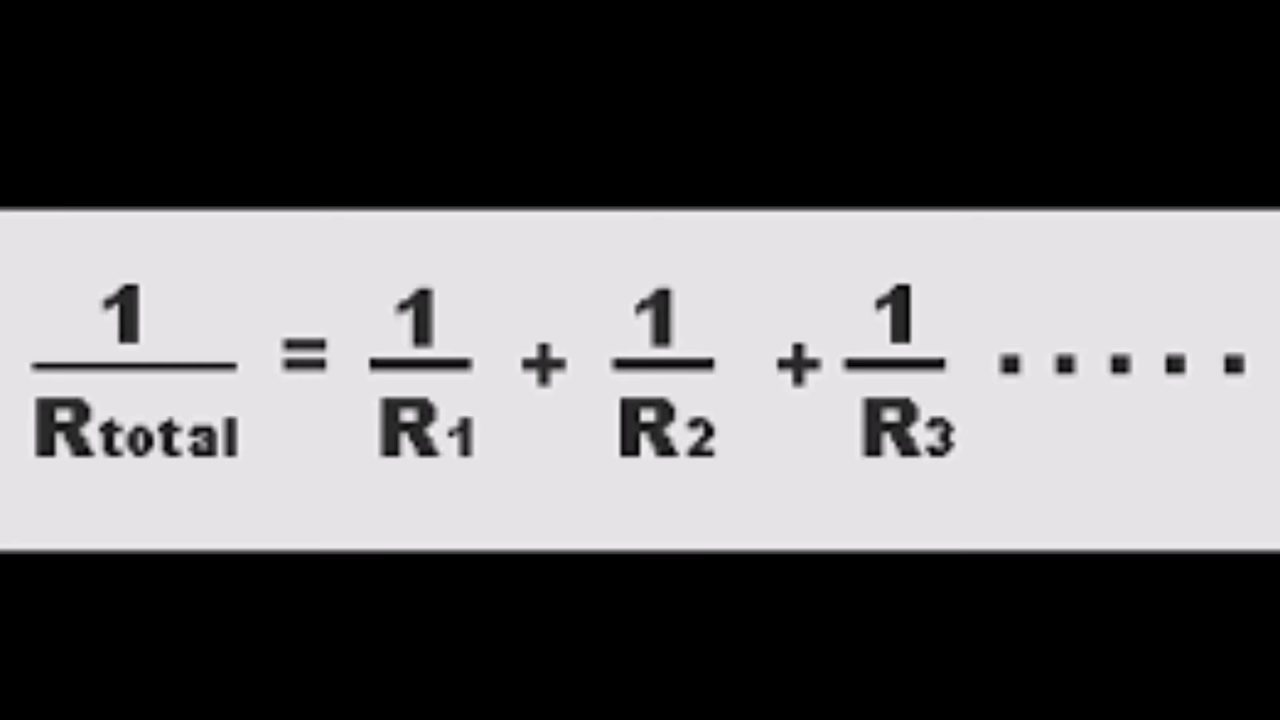 1/Rtotal = 1/R1 + 1/R2 + 1/R3 .....